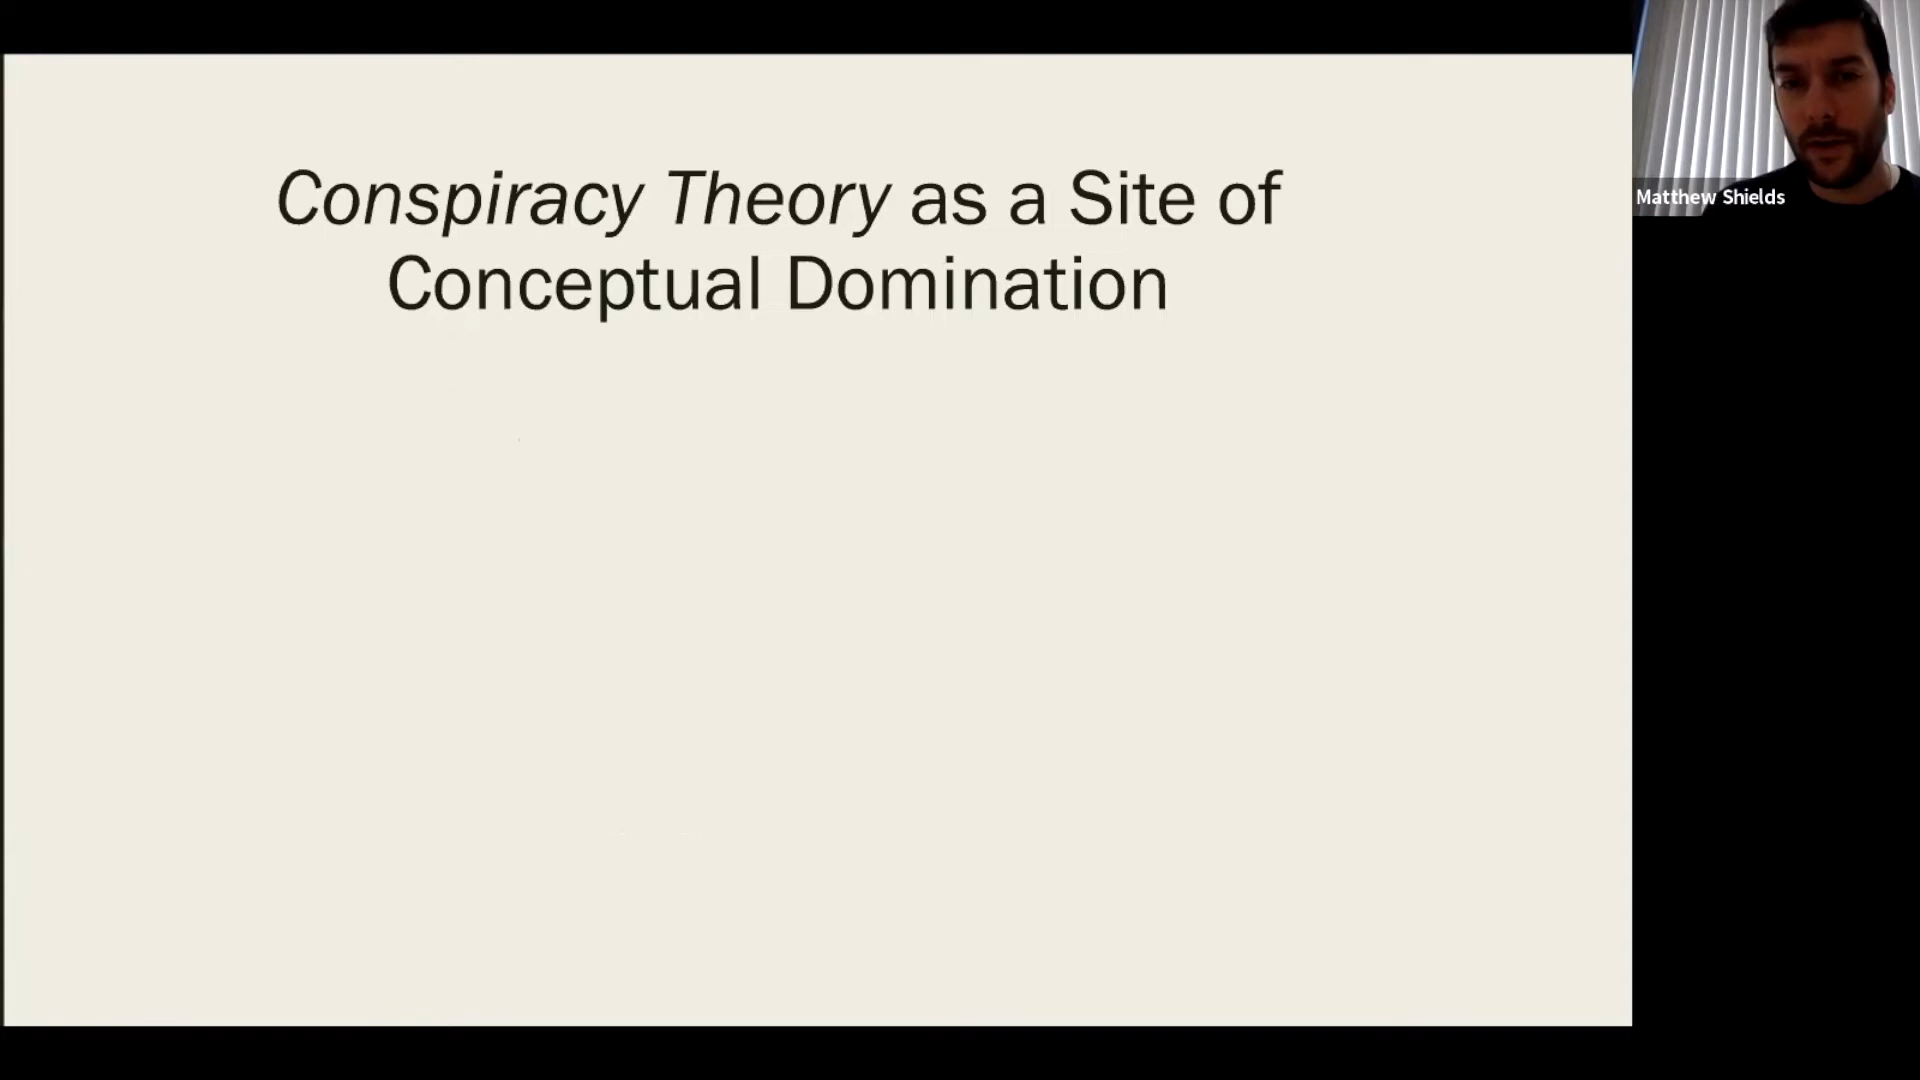 Conspiracy Theory as a Site of
Conceptual Domination
Matthew Shields